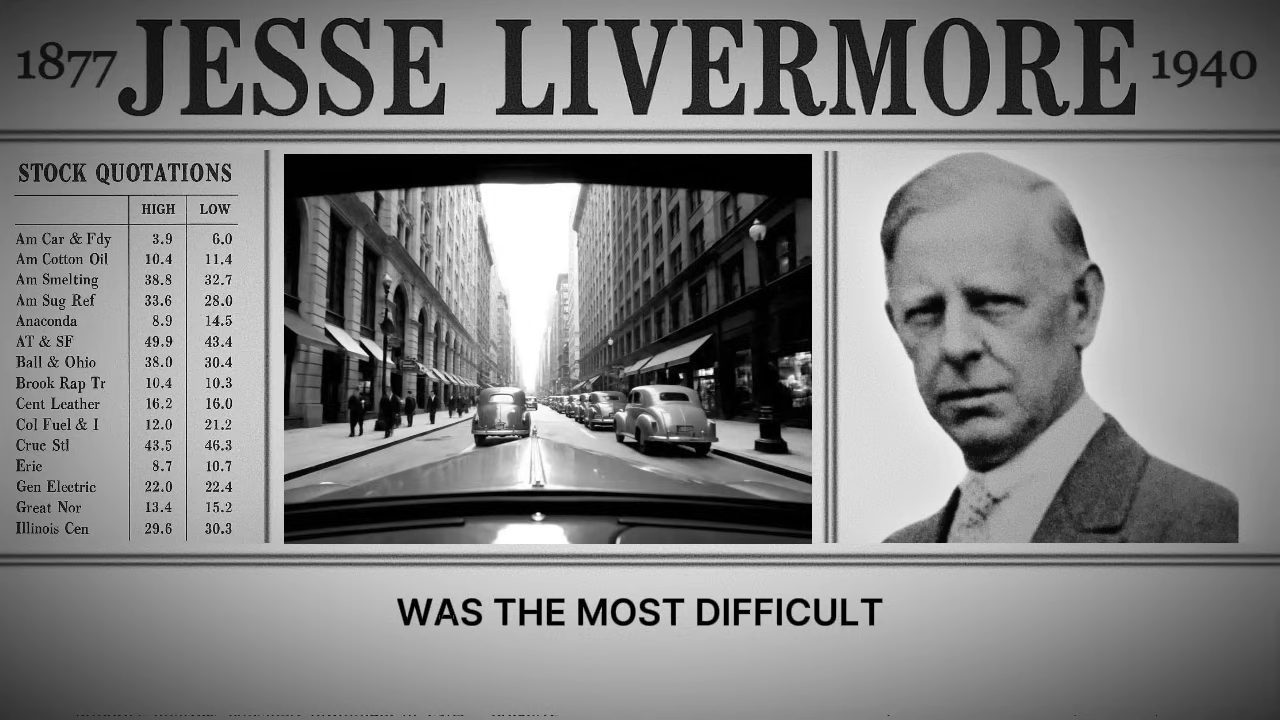 1877 JESSE LIVERMORE 1940
STOCK QUOTATIONS
HIGH LOW
Am Car & Fdy 3.9 6.0
Am Cotton Oil 10.4 11.4
Am Smelting 38.8 32.7
Am Sug Ref 33.6 28.0
Anaconda 8.9 14.5
AT & SF 49.9 43.4
Ball & Ohio 38.0 30.4
Brook Rap Tr 10.4 10.3
Cent Leather 16.2 16.0
Col Fuel & I 12.0 21.2
Cruc Stl 43.5 46.3
Erie 8.7 10.7
Gen Electric 22.0 22.4
Great Nor 13.4 15.2
Illinois Cen 29.6 30.3
WAS THE MOST DIFFICULT